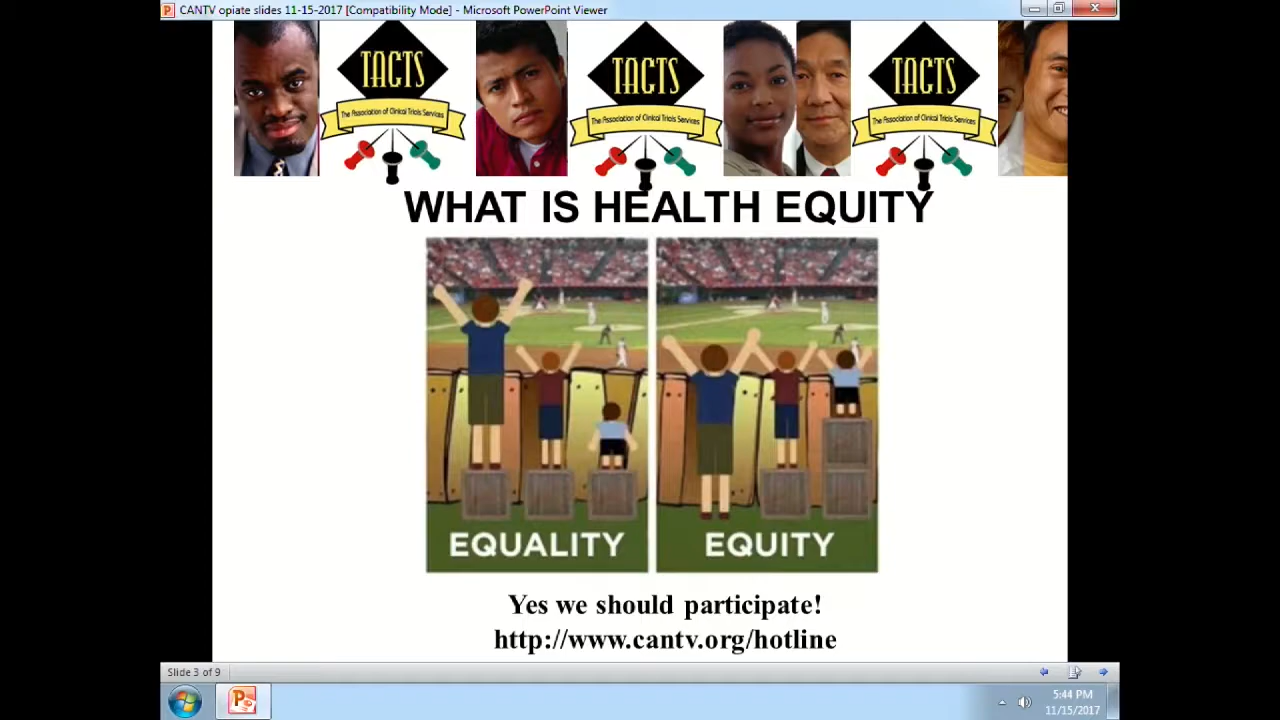 CANTV opiate slides 11-15-2017 [Compatibility Mode] - Microsoft PowerPoint Viewer
TACTS
The Association of Clinical Trials Services
TACTS
The Association of Clinical Trials Services
TACTS
The Association of Clinical Trials Services
WHAT IS HEALTH EQUITY
EQUALITY
EQUITY
Yes we should participate!
http://www.cantv.org/hotline
Slide 3 of 9
5:44 PM
11/15/2017